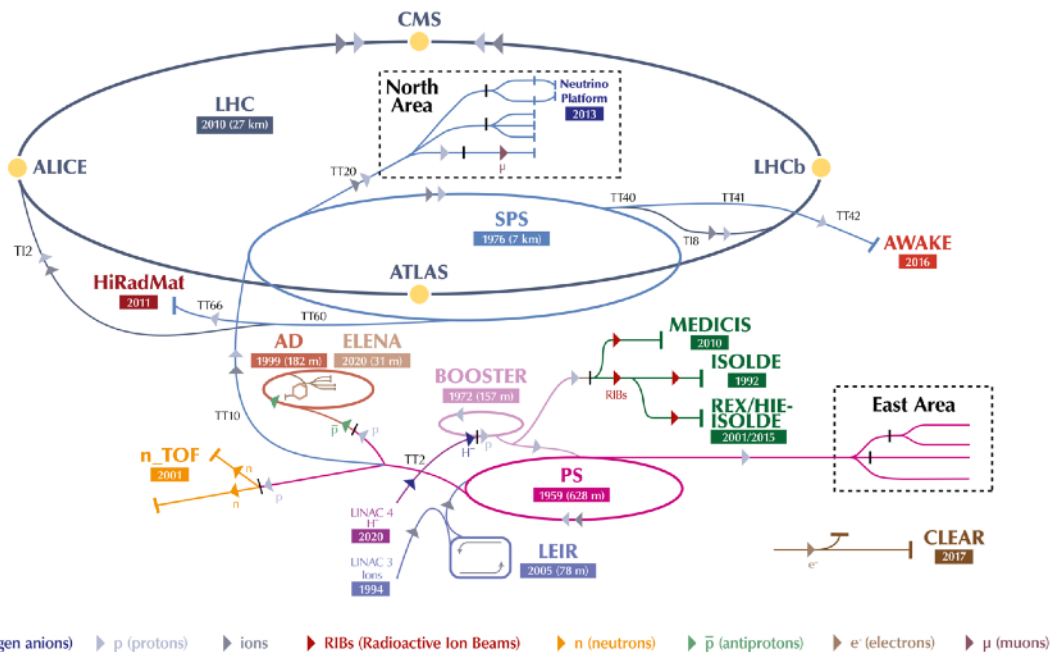 CMS
North
Area
Neutrino
Platform
2013
LHC
2010 (27 km)
ALICE
LHCb
TT20
μ
TT40
TT41
TT42
SPS
1976 (7 km)
TI8
TI2
AWAKE
2016
ATLAS
HiRadMat
2011
TT66
TT60
MEDICIS
2010
AD
1999 (182 m)
ELENA
2020 (31 m)
ISOLDE
1992
BOOSTER
1972 (157 m)
RIBs
REX/HIE-
ISOLDE
2001/2015
East Area
TT10
p̅
p
p
H⁻
TT2
n_TOF
2001
n
n
p
PS
1959 (628 m)
LINAC 4
H⁻
2020
LINAC 3
Ions
1994
LEIR
2005 (78 m)
CLEAR
2017
e⁻
gen anions) p (protons) ions RIBs (Radioactive Ion Beams) n (neutrons) p̅ (antiprotons) e⁻ (electrons) μ (muons)